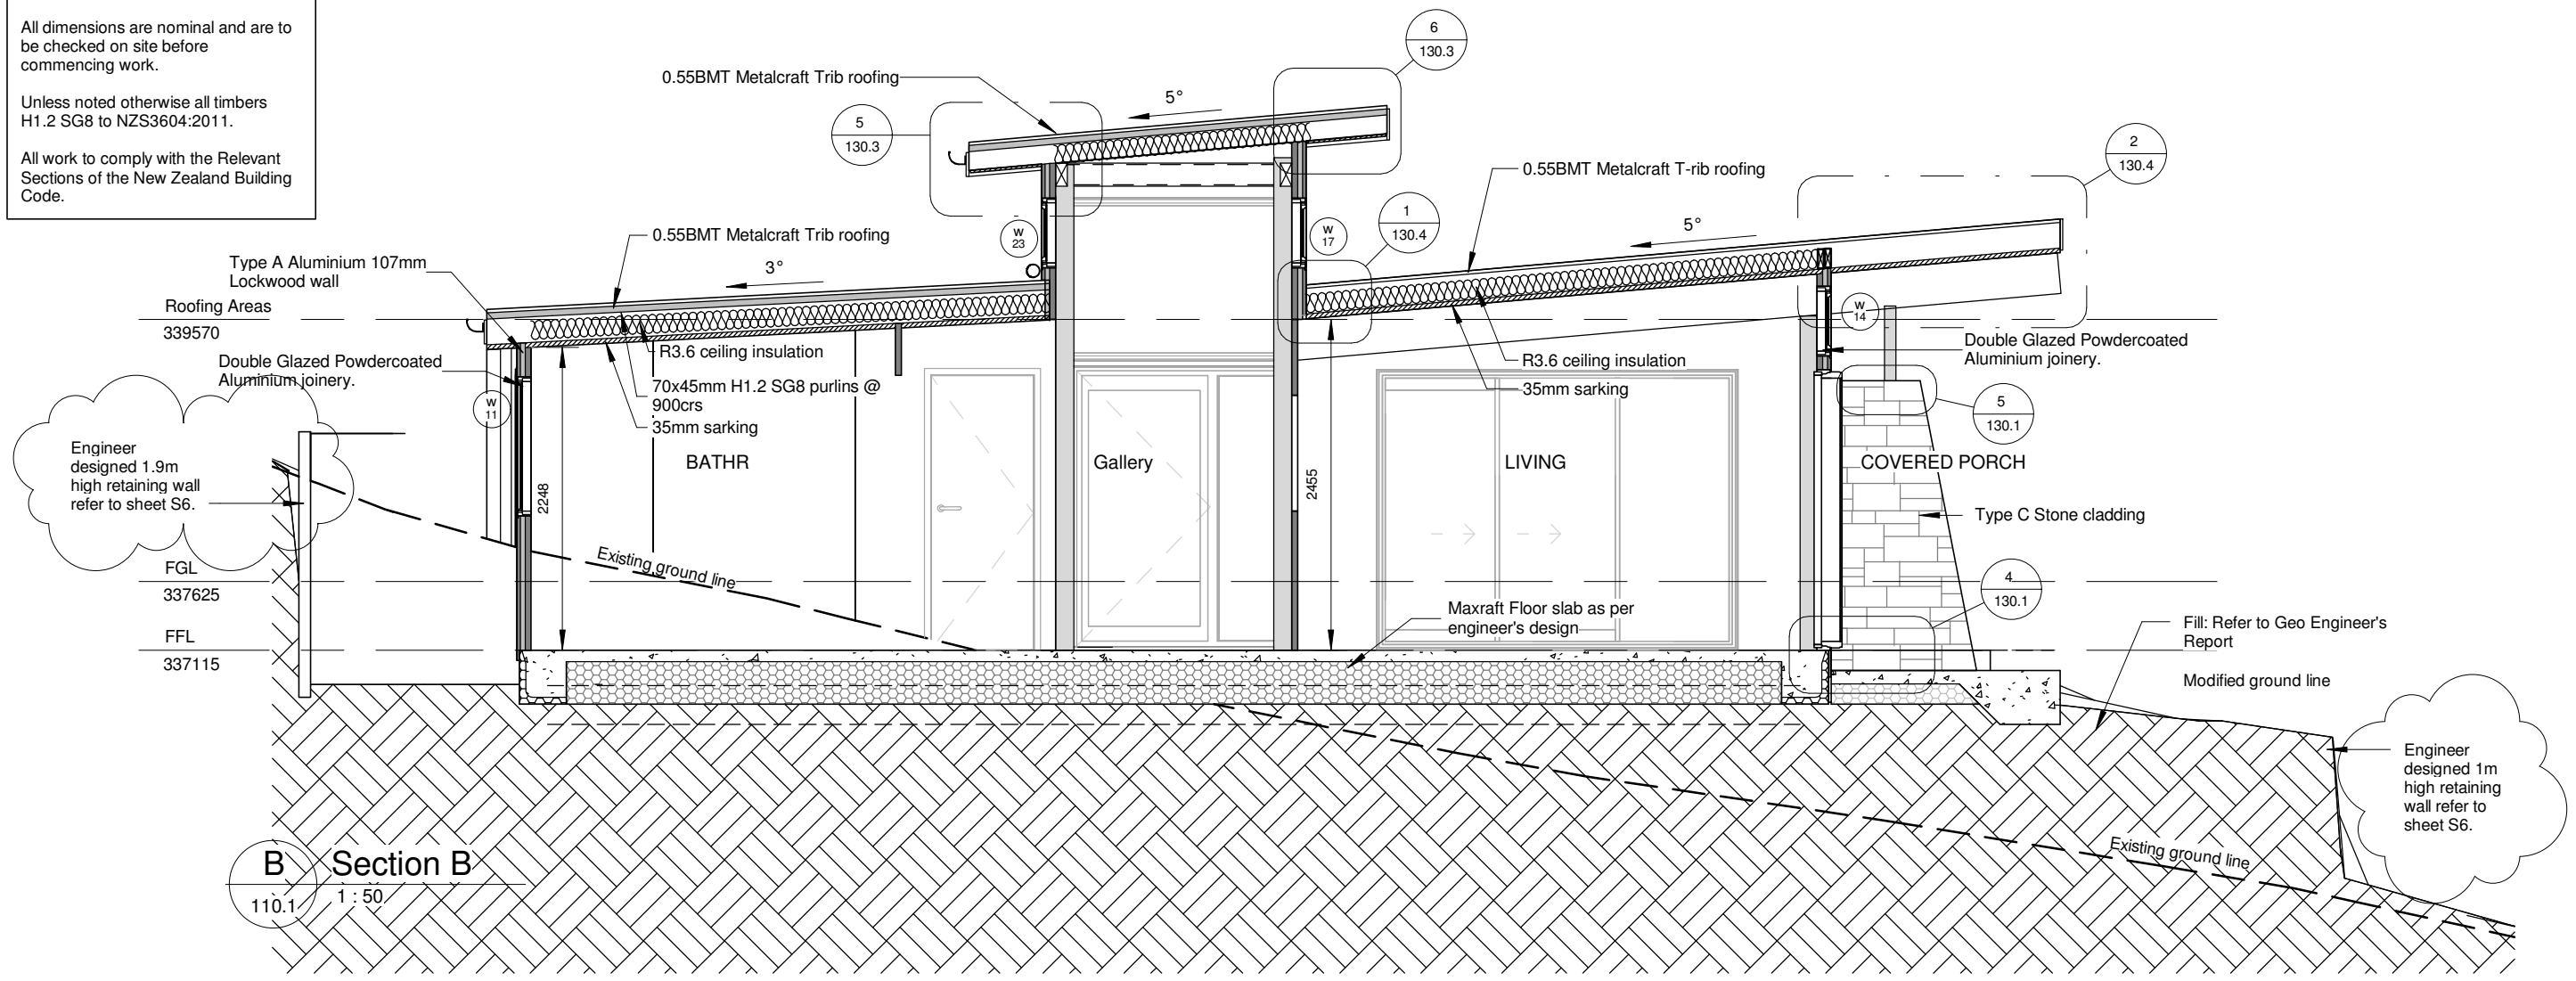 All dimensions are nominal and are to
be checked on site before
commencing work.
Unless noted otherwise all timbers
H1.2 SG8 to NZS3604:2011.
All work to comply with the Relevant
Sections of the New Zealand Building
Code.
0.55BMT Metalcraft Trib roofing
5°
6
130.3
5
130.3
2
130.4
0.55BMT Metalcraft T-rib roofing
1
130.4
W
23
W
17
5°
0.55BMT Metalcraft Trib roofing
3°
Type A Aluminium 107mm
Lockwood wall
Roofing Areas
339570
W
14
Double Glazed Powdercoated
Aluminium joinery.
Double Glazed Powdercoated
Aluminium joinery.
R3.6 ceiling insulation
70x45mm H1.2 SG8 purlins @
900crs
35mm sarking
R3.6 ceiling insulation
35mm sarking
W
11
5
130.1
Engineer
designed 1.9m
high retaining wall
refer to sheet S6.
2248
BATHR
Gallery
2455
LIVING
COVERED PORCH
Type C Stone cladding
Existing ground line
FGL
337625
FFL
337115
4
130.1
Maxraft Floor slab as per
engineer's design
Fill: Refer to Geo Engineer's
Report
Modified ground line
Engineer
designed 1m
high retaining
wall refer to
sheet S6.
Existing ground line
B
110.1
Section B
1 : 50